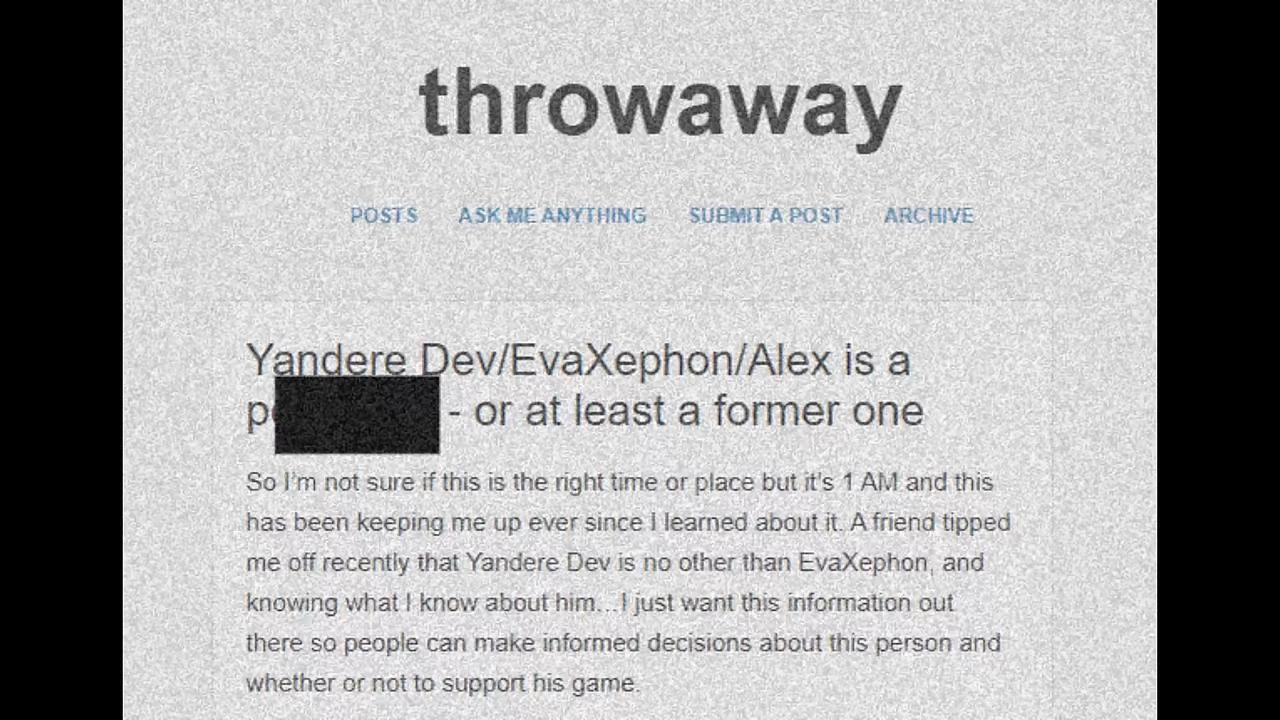 throwaway
POSTS ASK ME ANYTHING SUBMIT A POST ARCHIVE
Yandere Dev/EvaXephon/Alex is a
- or at least a former one
So I'm not sure if this is the right time or place but it's 1 AM and this
has been keeping me up ever since I learned about it. A friend tipped
me off recently that Yandere Dev is no other than EvaXephon, and
knowing what I know about him...I just want this information out
there so people can make informed decisions about this person and
whether or not to support his game.